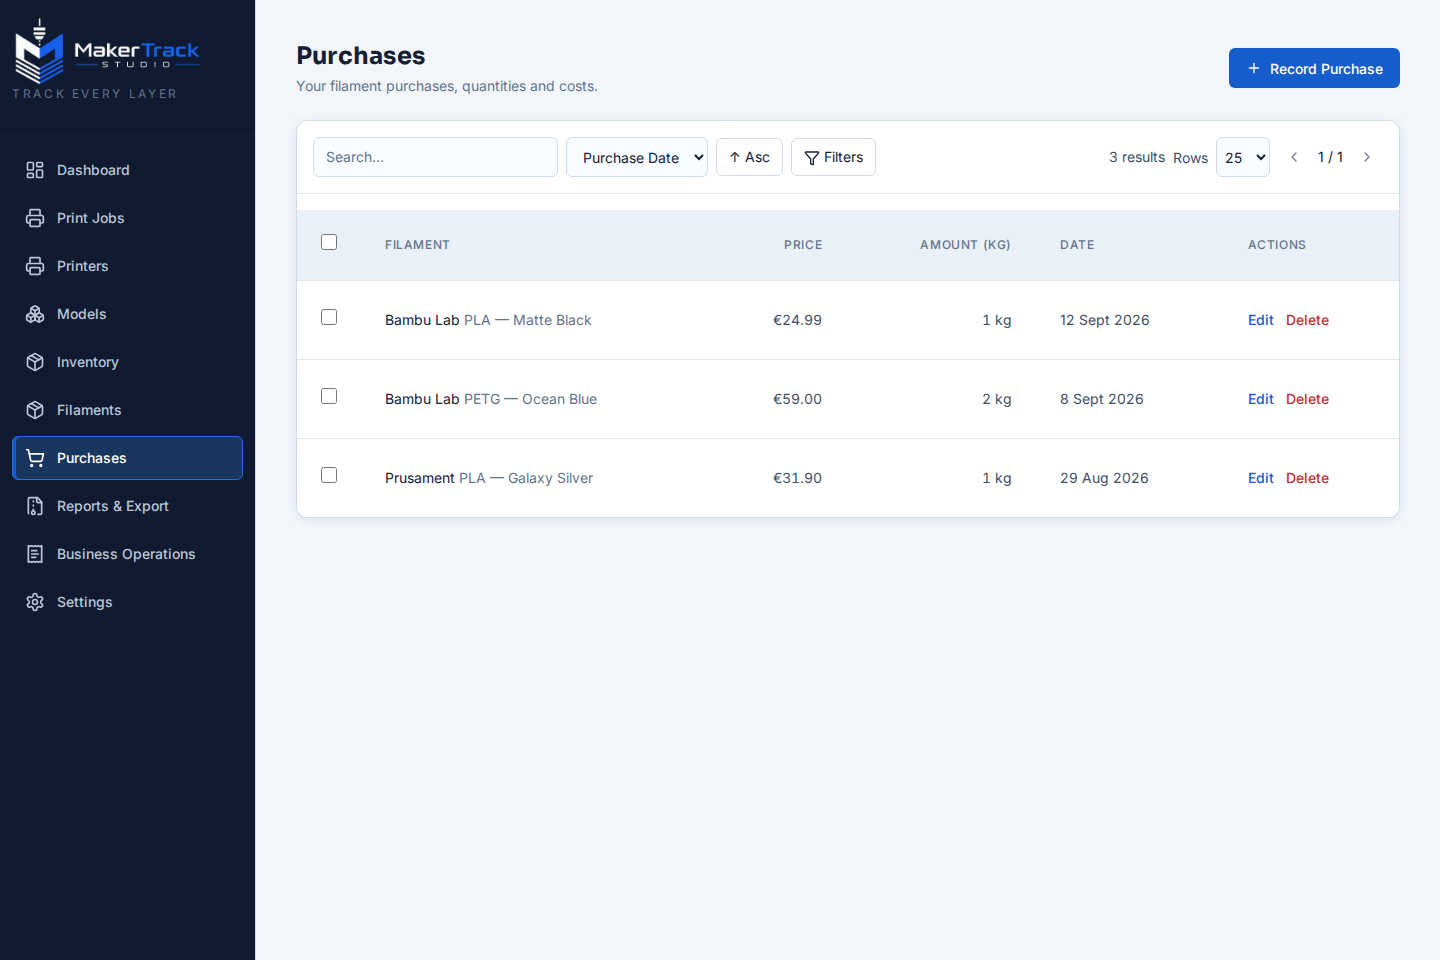 MakerTrack
STUDIO
TRACK EVERY LAYER
Dashboard
Print Jobs
Printers
Models
Inventory
Filaments
Purchases
Reports & Export
Business Operations
Settings
Purchases
Your filament purchases, quantities and costs.
+ Record Purchase
Search...
Purchase Date
↑ Asc
Filters
3 results
Rows
25
1 / 1
FILAMENT PRICE AMOUNT (KG) DATE ACTIONS
Bambu Lab PLA — Matte Black €24.99 1 kg 12 Sept 2026 Edit Delete
Bambu Lab PETG — Ocean Blue €59.00 2 kg 8 Sept 2026 Edit Delete
Prusament PLA — Galaxy Silver €31.90 1 kg 29 Aug 2026 Edit Delete